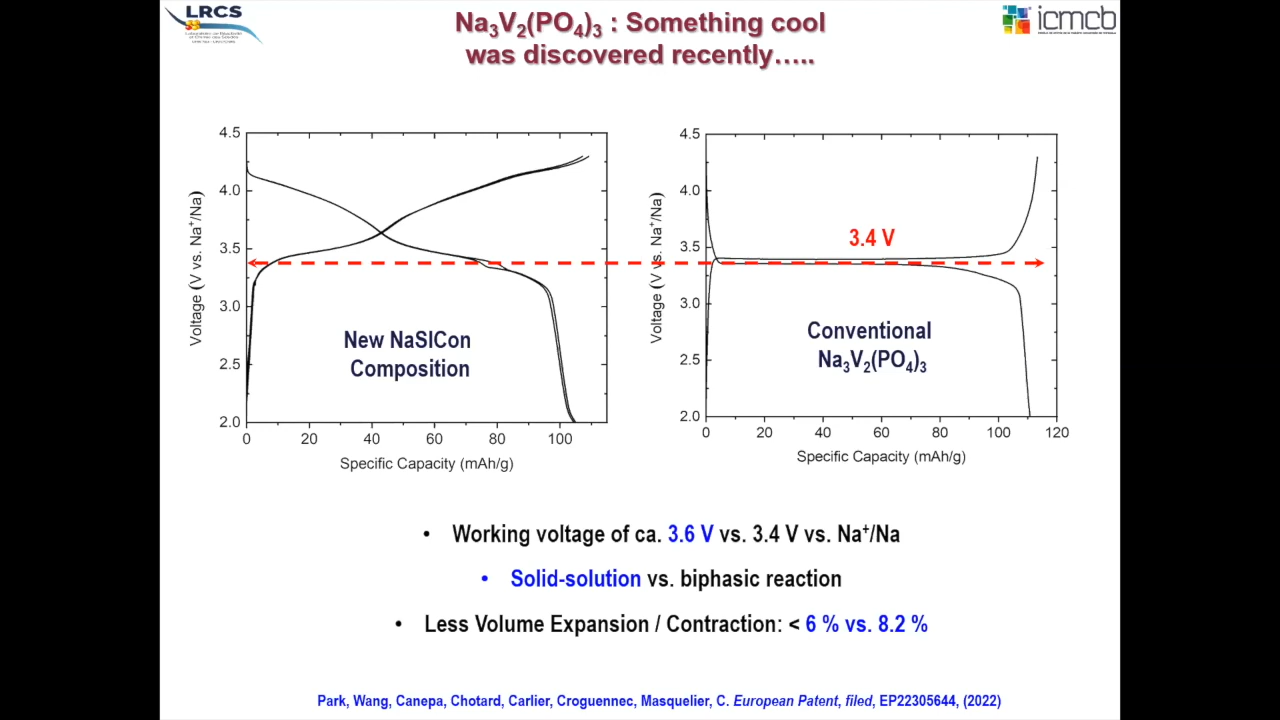 LRCS
icmcb
Na₃V₂(PO₄)₃ : Something cool
was discovered recently…..
4.5
4.0
3.5
3.0
2.5
2.0
Voltage (V vs. Na⁺/Na)
0 20 40 60 80 100
Specific Capacity (mAh/g)
New NaSICon
Composition
4.5
4.0
3.5
3.0
2.5
2.0
Voltage (V vs. Na⁺/Na)
3.4 V
Conventional
Na₃V₂(PO₄)₃
0 20 40 60 80 100 120
Specific Capacity (mAh/g)
• Working voltage of ca. 3.6 V vs. 3.4 V vs. Na⁺/Na
• Solid-solution vs. biphasic reaction
• Less Volume Expansion / Contraction: < 6 % vs. 8.2 %
Park, Wang, Canepa, Chotard, Carlier, Croguennec, Masquelier, C. European Patent, filed, EP22305644, (2022)